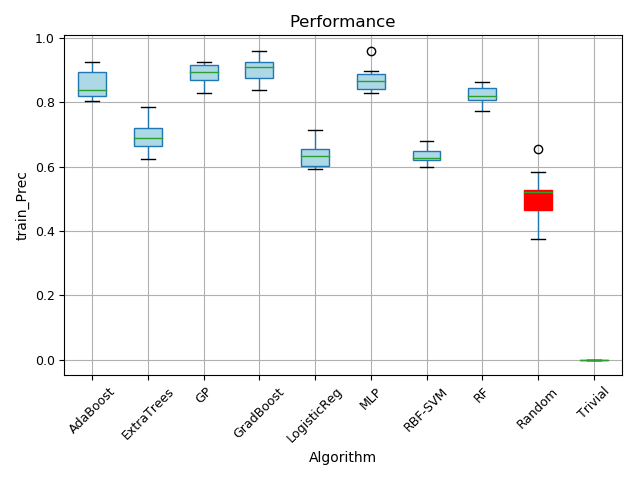 Performance
train_Prec
1.0
0.8
0.6
0.4
0.2
0.0
AdaBoost
ExtraTrees
GP
GradBoost
LogisticReg
MLP
RBF-SVM
RF
Random
Trivial
Algorithm